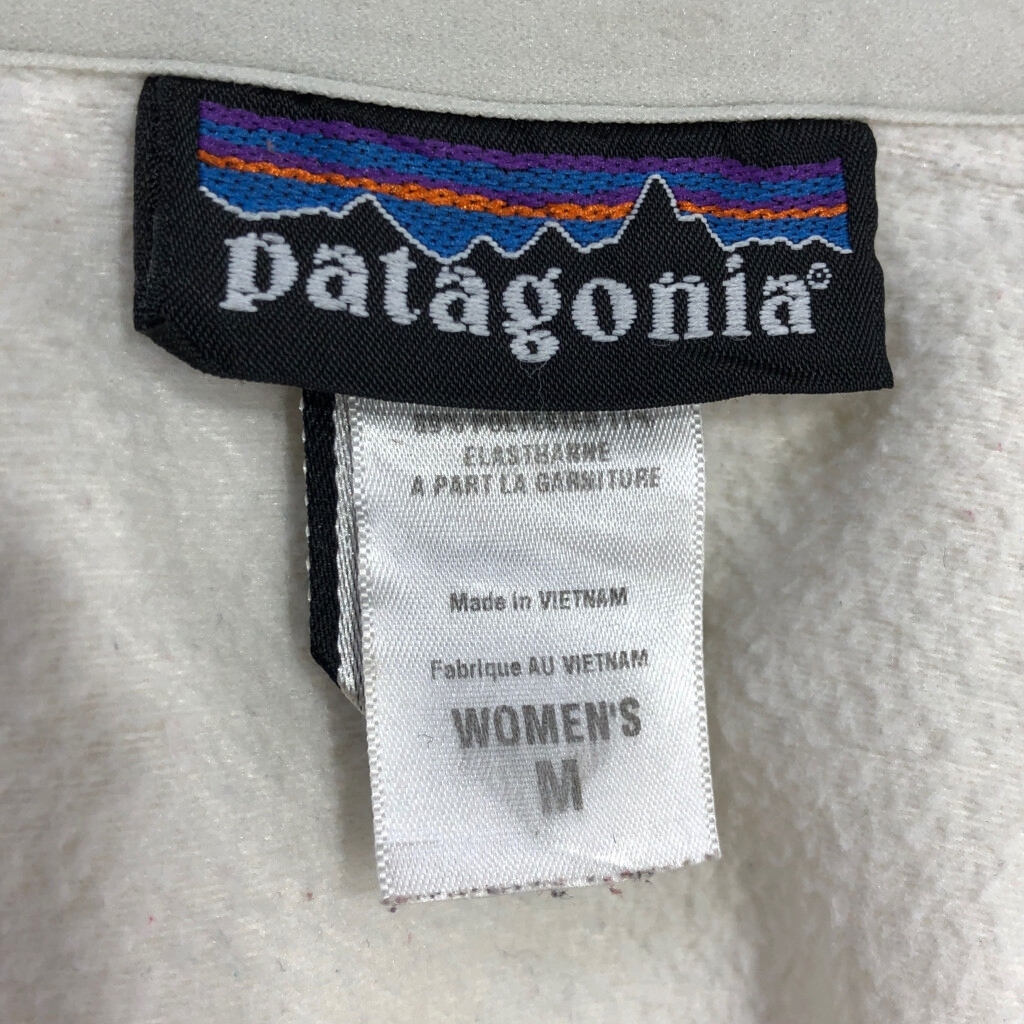 patagonia®
ELASTHANNE
A PART LA GARNITURE
Made in VIETNAM
Fabrique AU VIETNAM
WOMEN'S
M